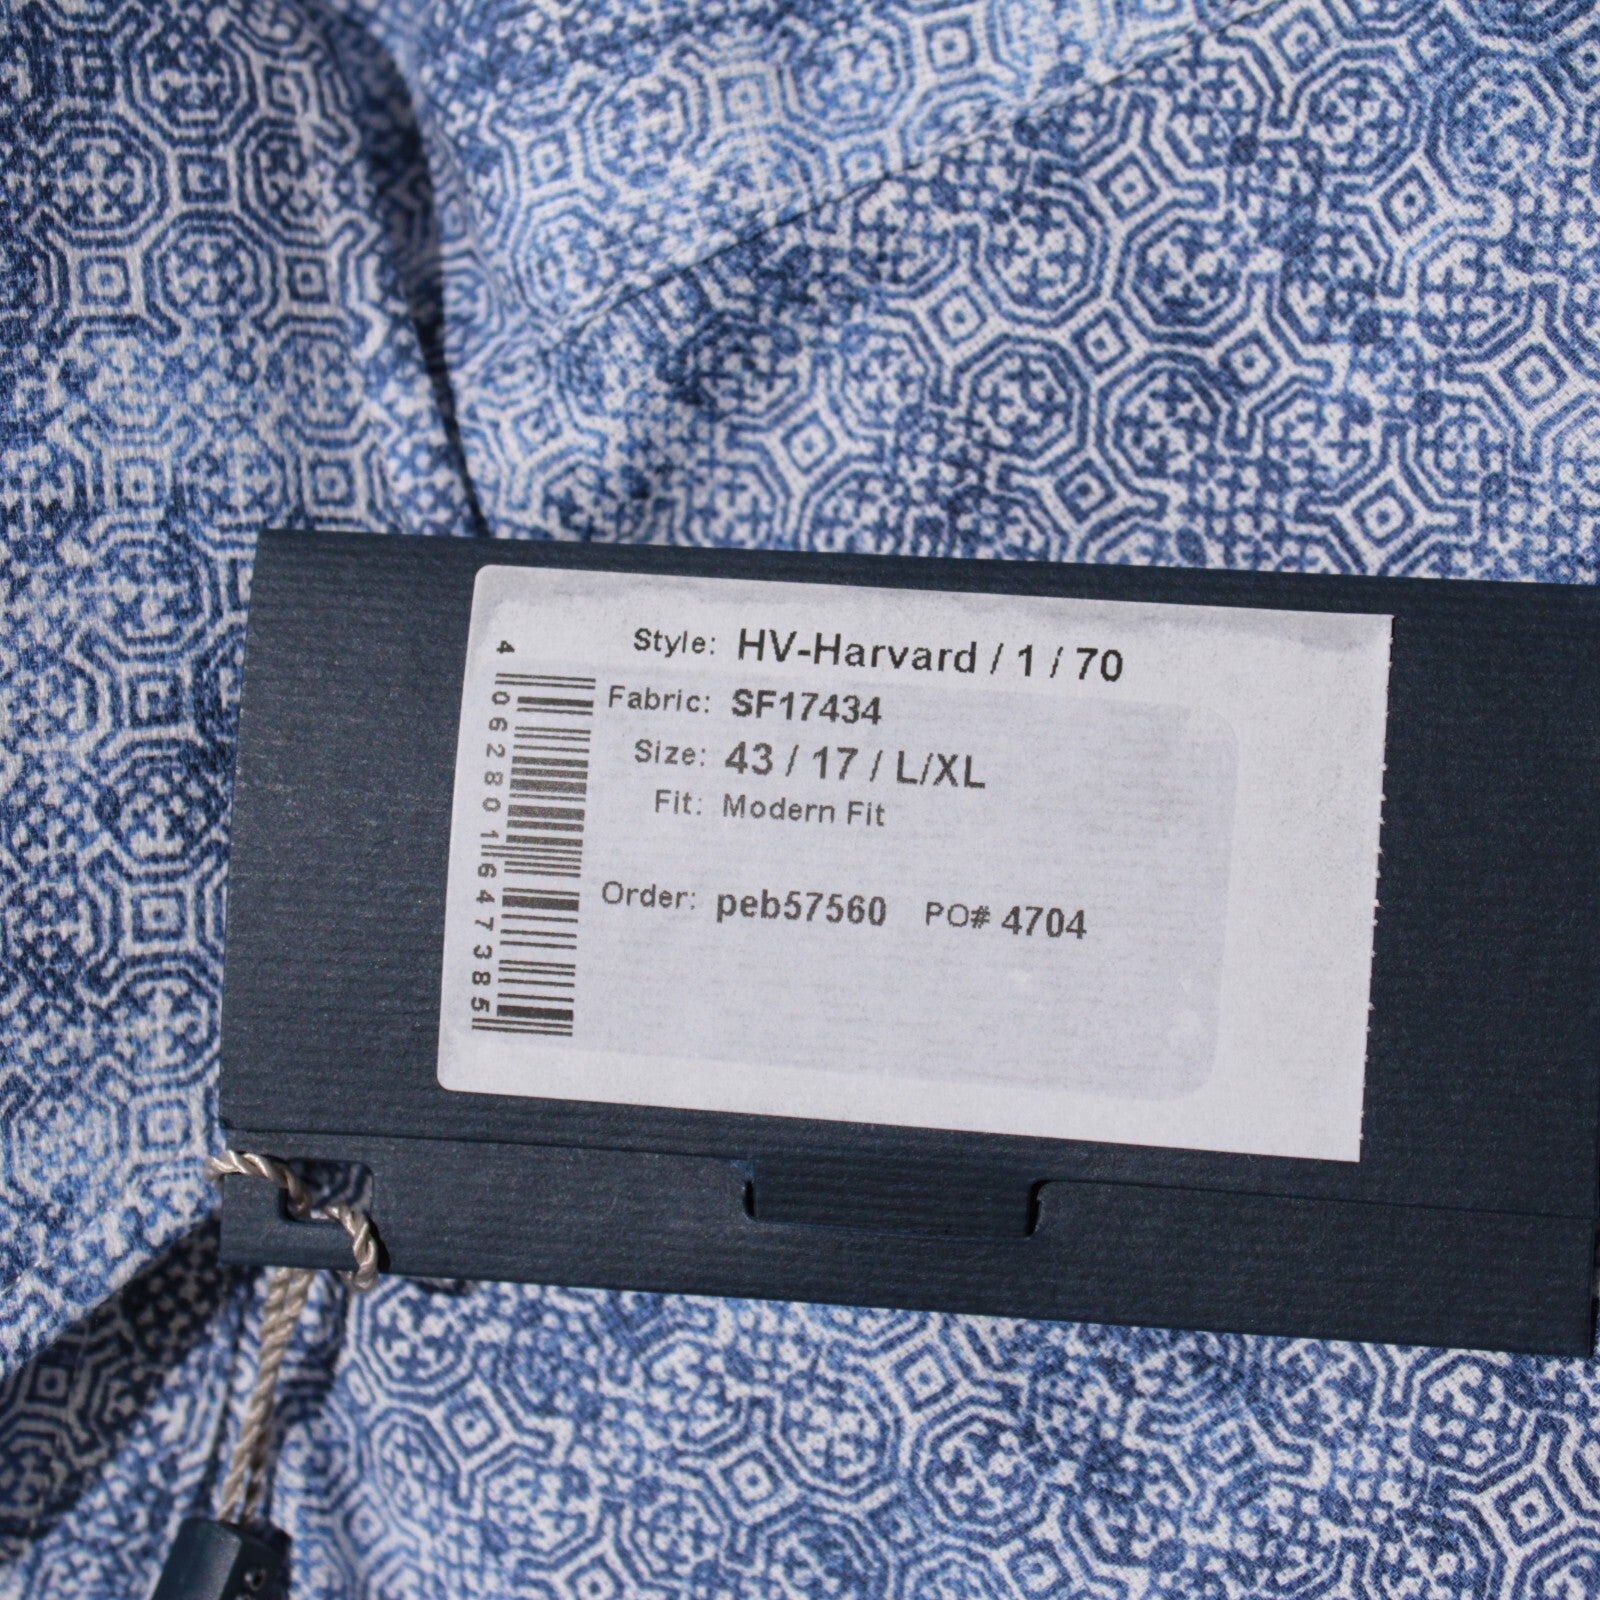 Style: HV-Harvard / 1 / 70
Fabric: SF17434
Size: 43 / 17 / L/XL
Fit: Modern Fit
Order: peb57560 PO# 4704
4 062801 647385